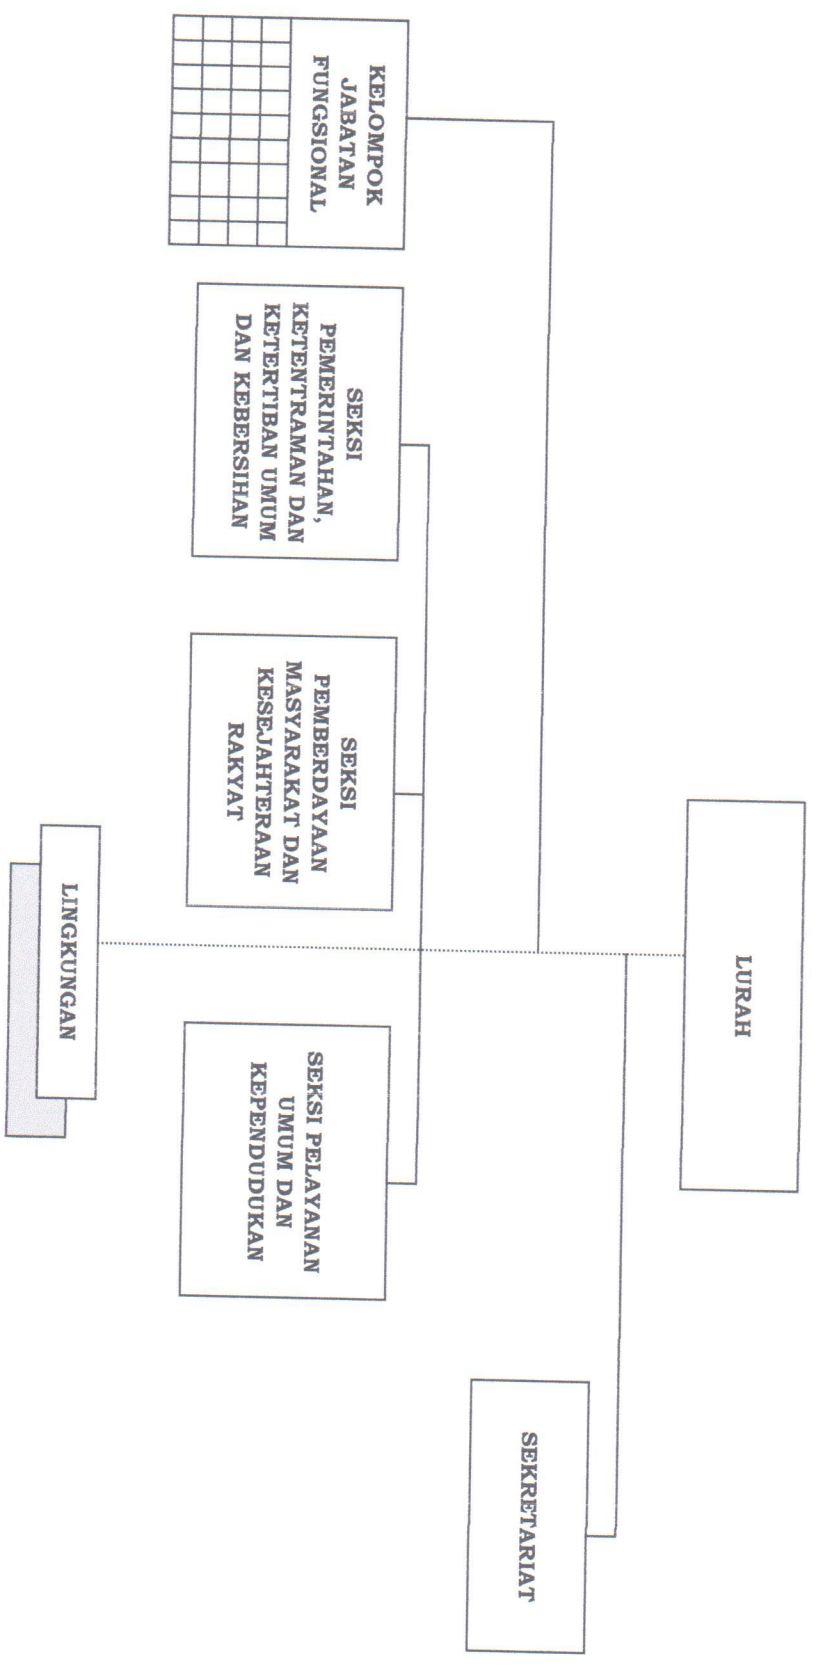 LURAH
SEKRETARIAT
KELOMPOK
JABATAN
FUNGSIONAL
SEKSI
PEMERINTAHAN,
KETENTRAMAN DAN
KETERTIBAN UMUM
DAN KEBERSIHAN
SEKSI
PEMBERDAYAAN
MASYARAKAT DAN
KESEJAHTERAAN
RAKYAT
SEKSI PELAYANAN
UMUM DAN
KEPENDUDUKAN
LINGKUNGAN